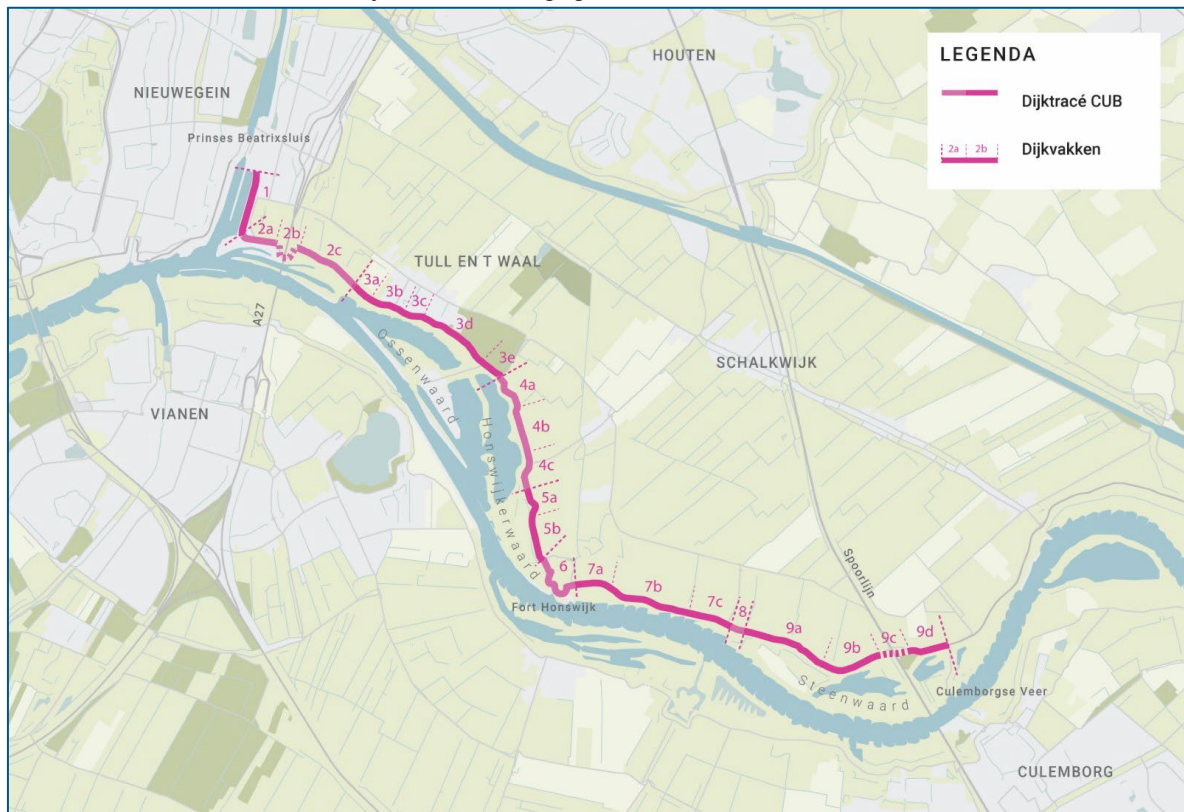 HOUTEN
LEGENDA
Dijktracé CUB
2a 2b
Dijkvakken
NIEUWEGEIN
Prinses Beatrixsluis
1
2a
2b
2c
TULL EN T WAAL
3a
3b
3c
3d
3e
A27
Ossenwaard
SCHALKWIJK
4a
4b
4c
VIANEN
Honswijkerwaard
5a
5b
6
7a
7b
7c
8
Fort Honswijk
Spoorlijn
9a
9b
9c
9d
Steenwaard
Culemborgse Veer
CULEMBORG